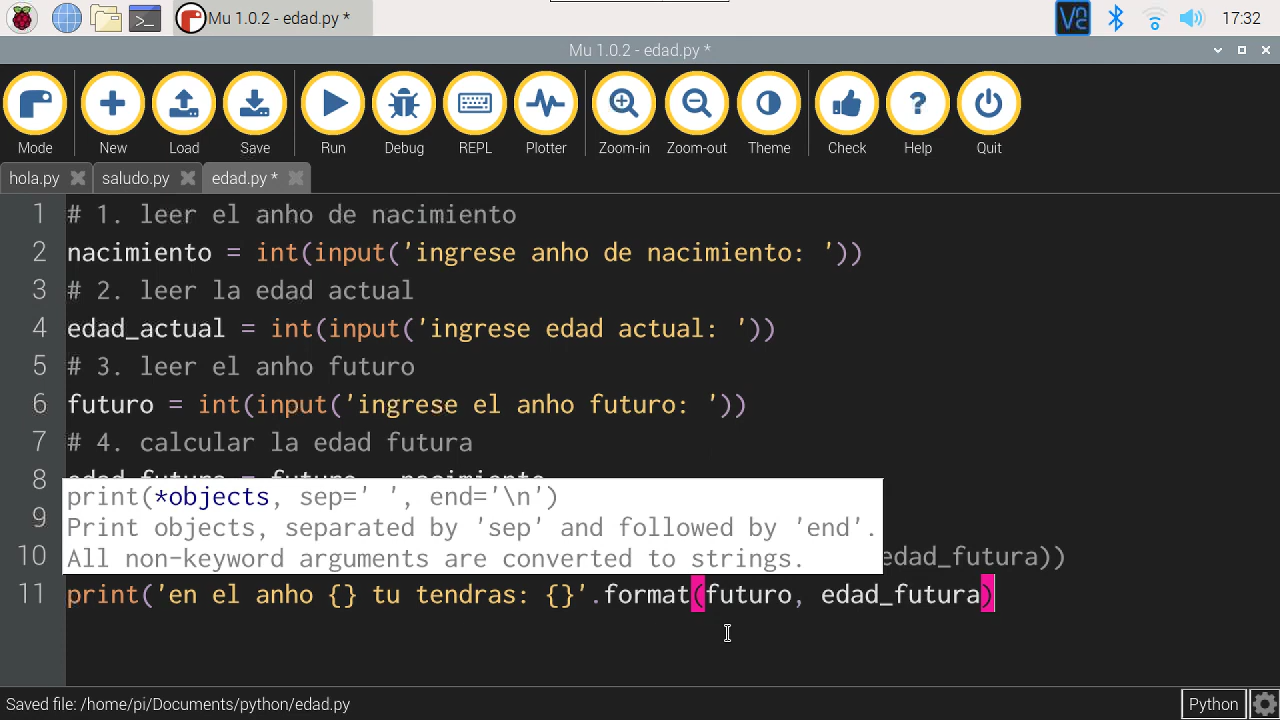 Mu 1.0.2 - edad.py *
17:32
Mu 1.0.2 - edad.py *
Mode New Load Save Run Debug REPL Plotter Zoom-in Zoom-out Theme Check Help Quit
hola.py saludo.py edad.py *
1 # 1. leer el anho de nacimiento
2 nacimiento = int(input('ingrese anho de nacimiento: '))
3 # 2. leer la edad actual
4 edad_actual = int(input('ingrese edad actual: '))
5 # 3. leer el anho futuro
6 futuro = int(input('ingrese el anho futuro: '))
7 # 4. calcular la edad futura
8 edad_futura = futuro - nacimiento
print(*objects, sep=' ', end='\n')
9 Print objects, separated by 'sep' and followed by 'end'.
10 All non-keyword arguments are converted to strings. edad_futura))
11 print('en el anho {} tu tendras: {}'.format(futuro, edad_futura)
Saved file: /home/pi/Documents/python/edad.py
Python